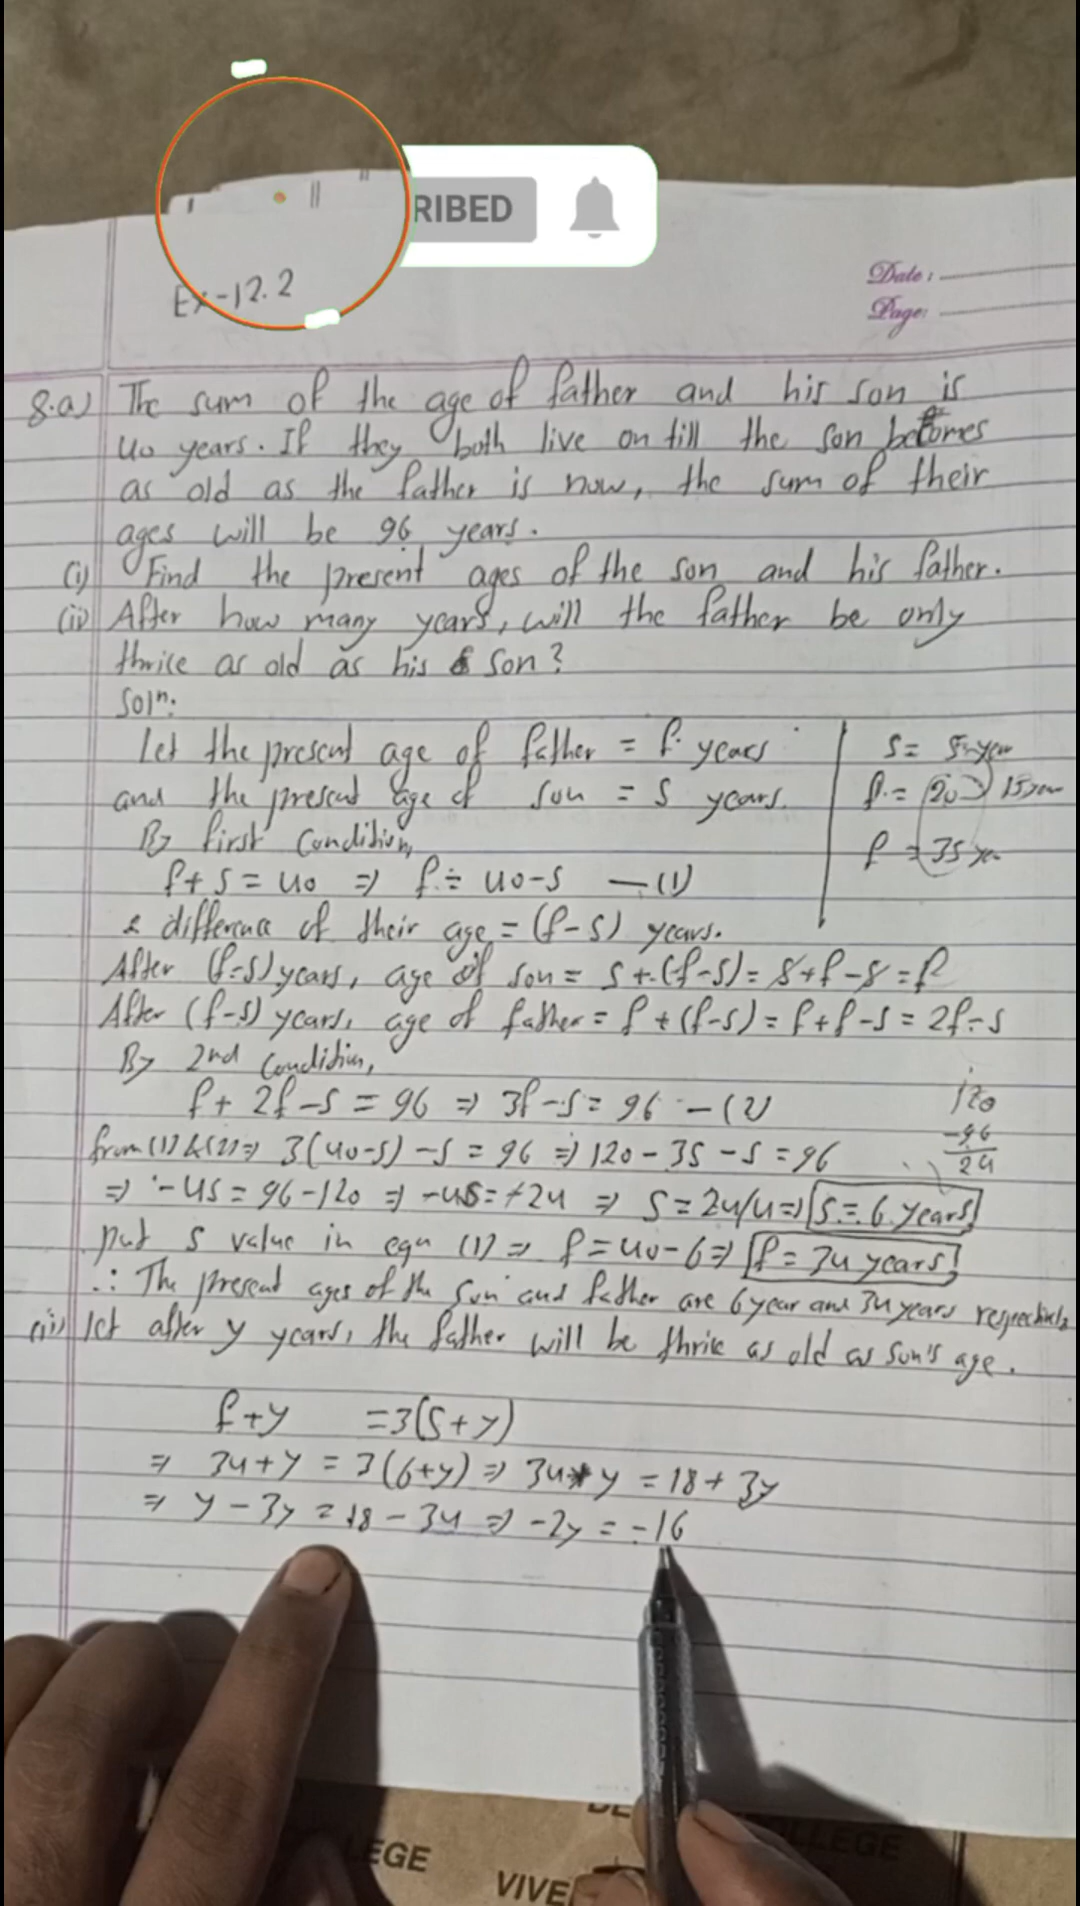 RIBED
Ex-12.2
Date:
Page:
8.a) The sum of the age of father and his son is
40 years. If they both live on till the son becomes
as old as the father is now, the sum of their
ages will be 96 years.
(i) Find the present ages of the son and his father.
(ii) After how many years, will the father be only
thrice as old as his son?
Solⁿ:
Let the present age of father = f years
and the present age of son = s years.
S = 5 year
f = 20 15 year
f = 35 yea
By first Condition,
f + s = 40 ⇒ f = 40-s —(1)
& difference of their age = (f-s) years.
After (f-s) years, age of son = s + (f-s) = s+f-s = f
After (f-s) years, age of father = f + (f-s) = f+f-s = 2f-s
By 2nd Condition,
f + 2f-s = 96 ⇒ 3f-s = 96 -(2)
120
-96
24
from (1) & (2) ⇒ 3(40-s) -s = 96 ⇒ 120-3s-s = 96
⇒ -4s = 96-120 ⇒ -4s = -24 ⇒ s = 24/4 ⇒ s = 6 years
put s value in eqn (1) ⇒ f = 40-6 ⇒ f = 34 years
∴ The present ages of the son and father are 6 year and 34 years respectively
(ii) let after y years, the father will be thrice as old as son's age.
f+y = 3(s+y)
⇒ 34+y = 3(6+y) ⇒ 34+y = 18+3y
⇒ y-3y = 18-34 ⇒ -2y = -16
EGE
VIVE
LLEGE